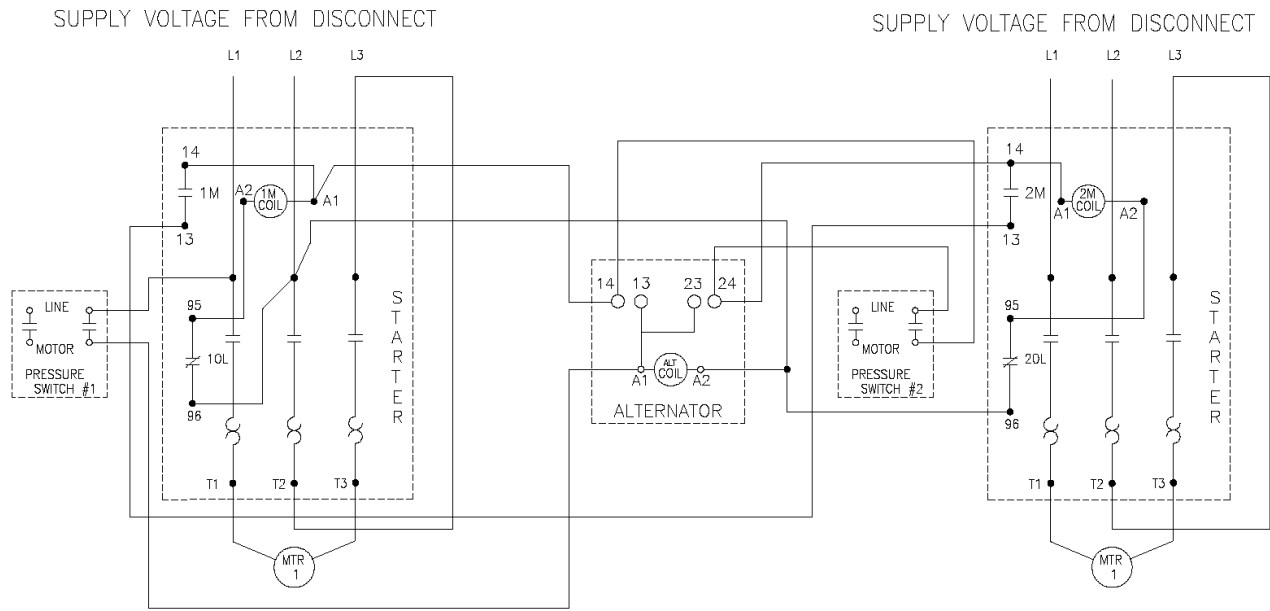 SUPPLY VOLTAGE FROM DISCONNECT
L1 L2 L3
14
1M
A2
1M COIL
A1
13
LINE
MOTOR
PRESSURE
SWITCH #1
95
10L
96
STARTER
T1 T2 T3
MTR
1
14 13 23 24
ALT
COIL
A1 A2
ALTERNATOR
LINE
MOTOR
PRESSURE
SWITCH #2
SUPPLY VOLTAGE FROM DISCONNECT
L1 L2 L3
14
2M
A1
2M COIL
A2
13
95
20L
96
STARTER
T1 T2 T3
MTR
1